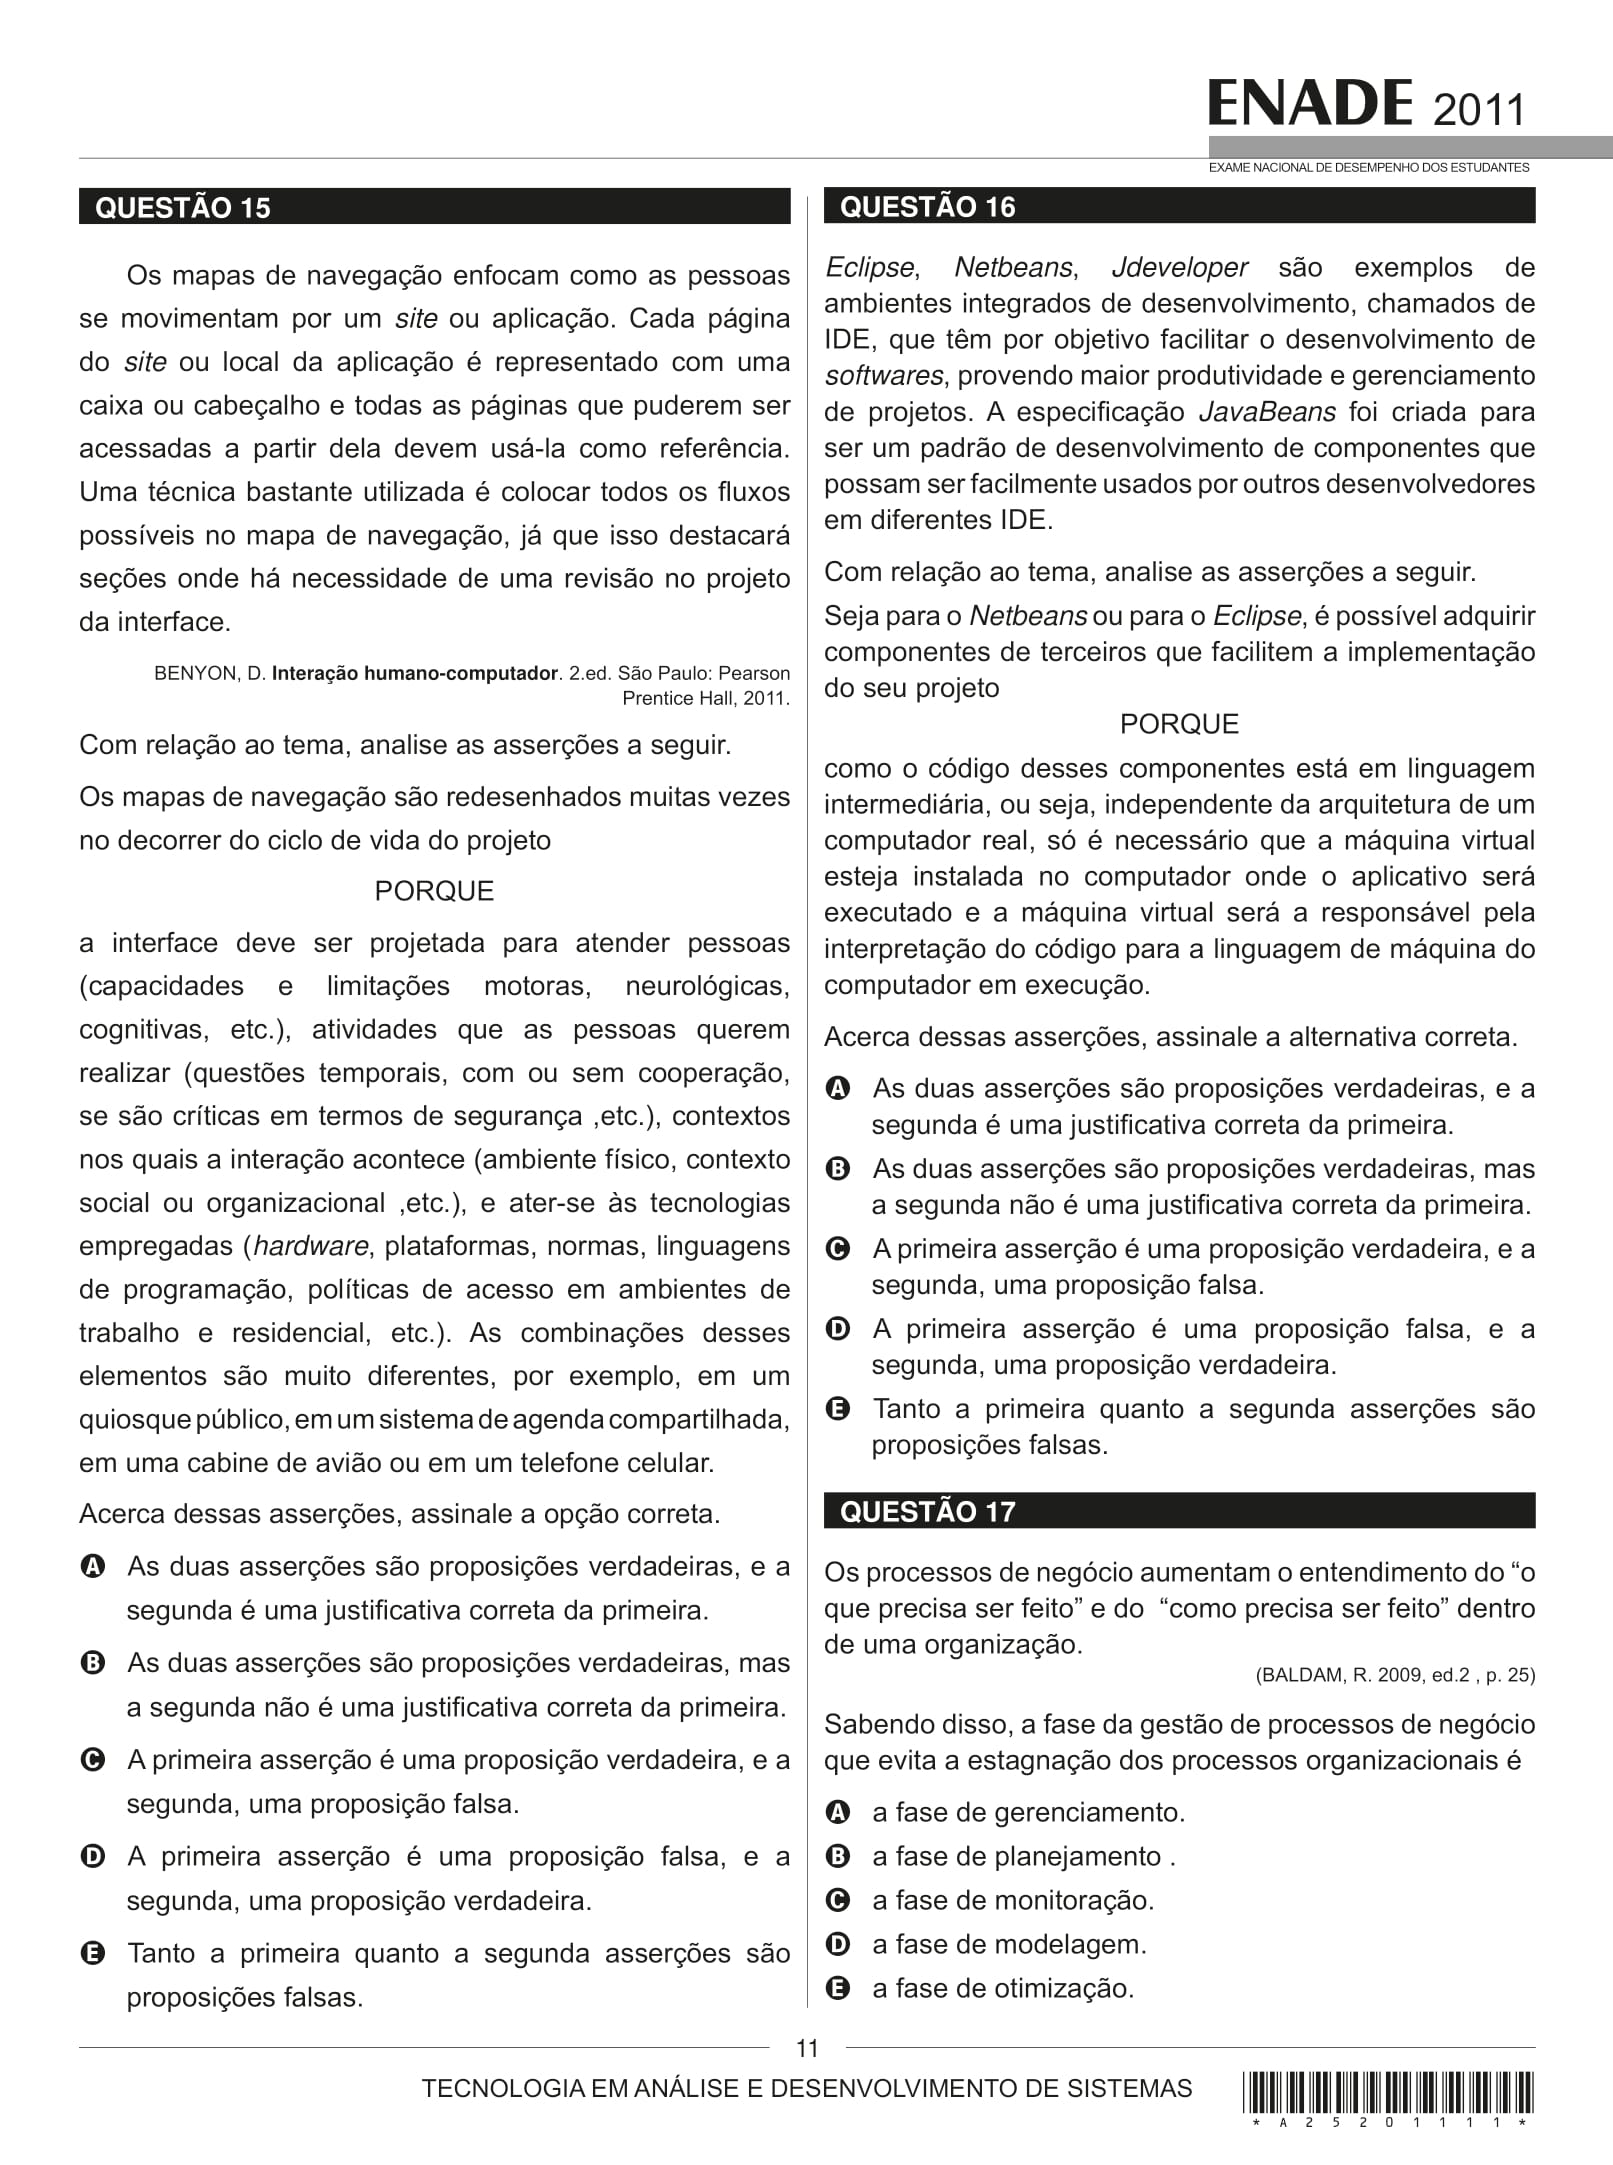 ENADE 2011
EXAME NACIONAL DE DESEMPENHO DOS ESTUDANTES
QUESTÃO 15
Os mapas de navegação enfocam como as pessoas
se movimentam por um site ou aplicação. Cada página
do site ou local da aplicação é representado com uma
caixa ou cabeçalho e todas as páginas que puderem ser
acessadas a partir dela devem usá-la como referência.
Uma técnica bastante utilizada é colocar todos os fluxos
possíveis no mapa de navegação, já que isso destacará
seções onde há necessidade de uma revisão no projeto
da interface.
BENYON, D. Interação humano-computador. 2.ed. São Paulo: Pearson
Prentice Hall, 2011.
Com relação ao tema, analise as asserções a seguir.
Os mapas de navegação são redesenhados muitas vezes
no decorrer do ciclo de vida do projeto
PORQUE
a interface deve ser projetada para atender pessoas
(capacidades e limitações motoras, neurológicas,
cognitivas, etc.), atividades que as pessoas querem
realizar (questões temporais, com ou sem cooperação,
se são críticas em termos de segurança ,etc.), contextos
nos quais a interação acontece (ambiente físico, contexto
social ou organizacional ,etc.), e ater-se às tecnologias
empregadas (hardware, plataformas, normas, linguagens
de programação, políticas de acesso em ambientes de
trabalho e residencial, etc.). As combinações desses
elementos são muito diferentes, por exemplo, em um
quiosque público, em um sistema de agenda compartilhada,
em uma cabine de avião ou em um telefone celular.
Acerca dessas asserções, assinale a opção correta.
A As duas asserções são proposições verdadeiras, e a
segunda é uma justificativa correta da primeira.
B As duas asserções são proposições verdadeiras, mas
a segunda não é uma justificativa correta da primeira.
C A primeira asserção é uma proposição verdadeira, e a
segunda, uma proposição falsa.
D A primeira asserção é uma proposição falsa, e a
segunda, uma proposição verdadeira.
E Tanto a primeira quanto a segunda asserções são
proposições falsas.
QUESTÃO 16
Eclipse, Netbeans, Jdeveloper são exemplos de
ambientes integrados de desenvolvimento, chamados de
IDE, que têm por objetivo facilitar o desenvolvimento de
softwares, provendo maior produtividade e gerenciamento
de projetos. A especificação JavaBeans foi criada para
ser um padrão de desenvolvimento de componentes que
possam ser facilmente usados por outros desenvolvedores
em diferentes IDE.
Com relação ao tema, analise as asserções a seguir.
Seja para o Netbeans ou para o Eclipse, é possível adquirir
componentes de terceiros que facilitem a implementação
do seu projeto
PORQUE
como o código desses componentes está em linguagem
intermediária, ou seja, independente da arquitetura de um
computador real, só é necessário que a máquina virtual
esteja instalada no computador onde o aplicativo será
executado e a máquina virtual será a responsável pela
interpretação do código para a linguagem de máquina do
computador em execução.
Acerca dessas asserções, assinale a alternativa correta.
A As duas asserções são proposições verdadeiras, e a
segunda é uma justificativa correta da primeira.
B As duas asserções são proposições verdadeiras, mas
a segunda não é uma justificativa correta da primeira.
C A primeira asserção é uma proposição verdadeira, e a
segunda, uma proposição falsa.
D A primeira asserção é uma proposição falsa, e a
segunda, uma proposição verdadeira.
E Tanto a primeira quanto a segunda asserções são
proposições falsas.
QUESTÃO 17
Os processos de negócio aumentam o entendimento do “o
que precisa ser feito” e do “como precisa ser feito” dentro
de uma organização.
(BALDAM, R. 2009, ed.2 , p. 25)
Sabendo disso, a fase da gestão de processos de negócio
que evita a estagnação dos processos organizacionais é
A a fase de gerenciamento.
B a fase de planejamento .
C a fase de monitoração.
D a fase de modelagem.
E a fase de otimização.
11
TECNOLOGIA EM ANÁLISE E DESENVOLVIMENTO DE SISTEMAS
* A 2 5 2 0 1 1 1 1 *